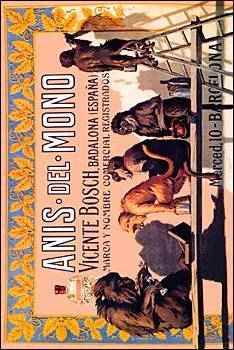 ANIS·DEL·MONO
VICENTE BOSCH. BADALONA (ESPAÑA)
MARCA Y NOMBRE COMERCIAL REGISTRADOS
Merced 10-BARCELONA